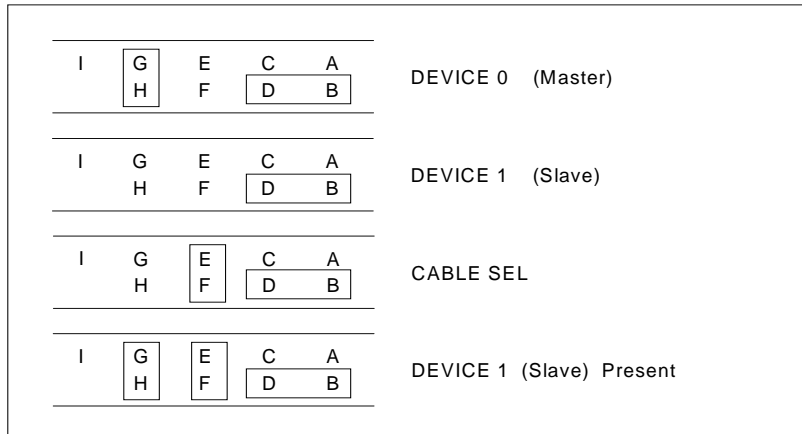 I G E C A
H F D B
DEVICE 0 (Master)
I G E C A
H F D B
DEVICE 1 (Slave)
I G E C A
H F D B
CABLE SEL
I G E C A
H F D B
DEVICE 1 (Slave) Present